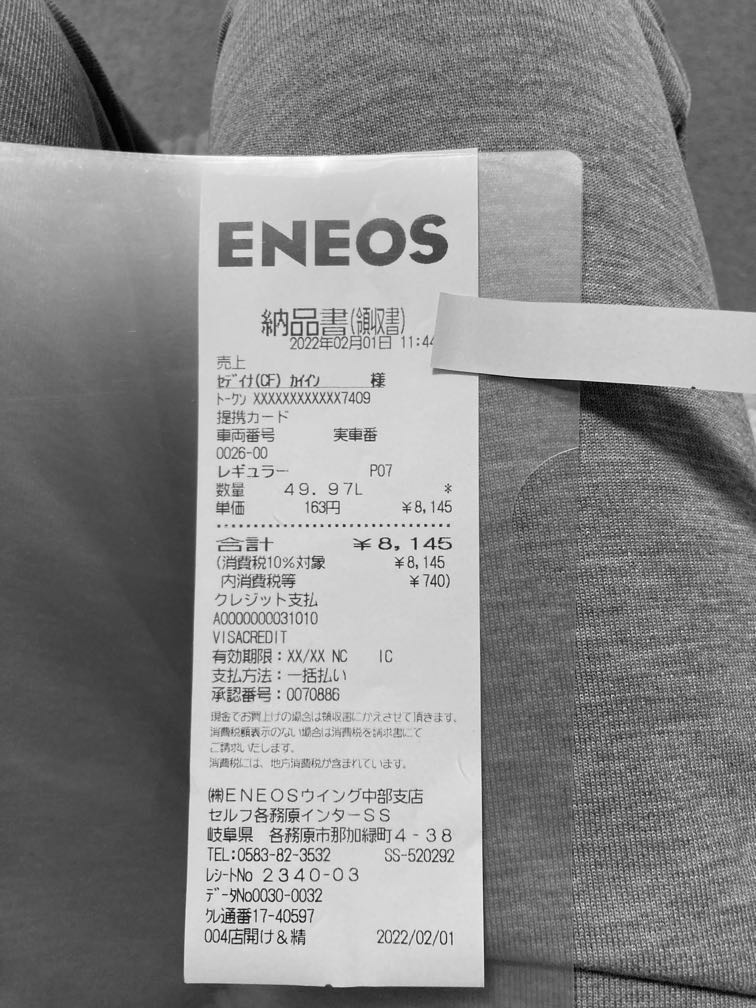 ENEOS
納品書(領収書)
2022年02月01日 11:44
売上
ｾﾃﾞｲﾅ(CF) ｶｲｲﾝ 様
ﾄｰｸﾝ XXXXXXXXXXXX7409
提携カード
車両番号 実車番
0026-00
レギュラー P07
数量 49.97L *
単価 163円 ¥8,145
合計 ¥8,145
(消費税10%対象 ¥8,145
内消費税等 ¥740)
クレジット支払
A0000000031010
VISACREDIT
有効期限：XX/XX NC IC
支払方法：一括払い
承認番号：0070886
現金でお買上げの場合は領収書にかえさせて頂きます。
消費税額表示のない場合は消費税を請求書にて
ご請求いたします。
消費税には、地方消費税が含まれています。
㈱ENEOSウイング中部支店
セルフ各務原インターSS
岐阜県 各務原市那加緑町4-38
TEL:0583-82-3532 SS-520292
ﾚｼｰﾄNo 2340-03
ﾃﾞｰﾀNo0030-0032
ｸﾚ通番17-40597
004店開け＆精 2022/02/01